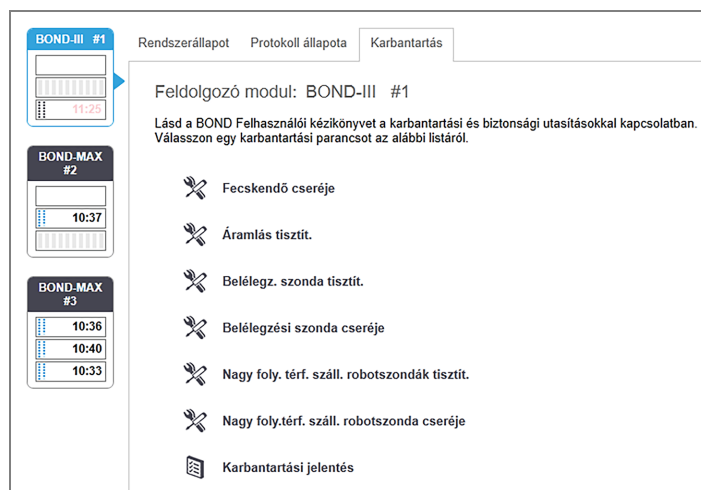 BOND-III #1
11:25
BOND-MAX
#2
10:37
BOND-MAX
#3
10:36
10:40
10:33
Rendszerállapot Protokoll állapota Karbantartás
Feldolgozó modul: BOND-III #1
Lásd a BOND Felhasználói kézikönyvet a karbantartási és biztonsági utasításokkal kapcsolatban.
Válasszon egy karbantartási parancsot az alábbi listáról.
Fecskendő cseréje
Áramlás tisztít.
Belélegz. szonda tisztít.
Belélegzési szonda cseréje
Nagy foly. térf. száll. robotszondák tisztít.
Nagy foly.térf. száll. robotszonda cseréje
Karbantartási jelentés